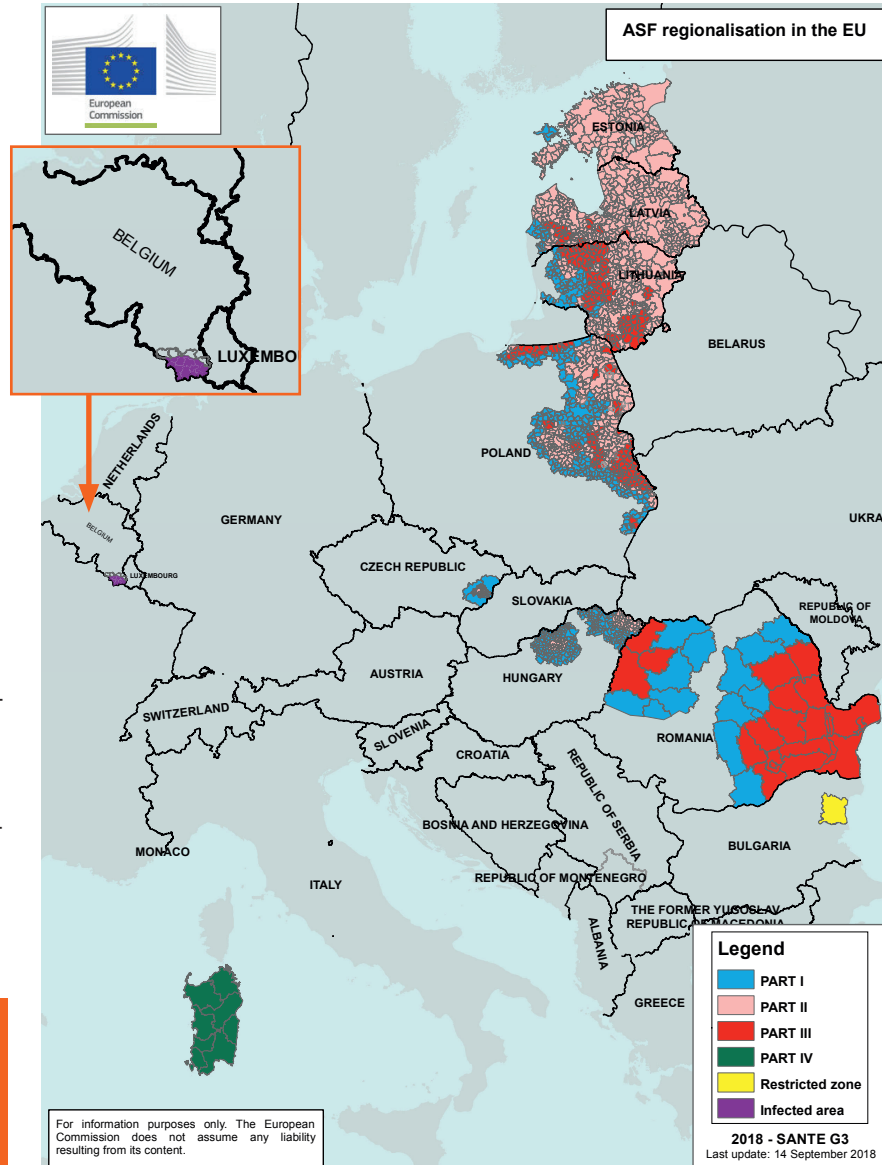 ASF regionalisation in the EU
European
Commission
ESTONIA
LATVIA
LITHUANIA
BELGIUM
LUXEMBO
BELARUS
NETHERLANDS
POLAND
GERMANY
UKRA
BELGIUM
LUXEMBOURG
CZECH REPUBLIC
SLOVAKIA
REPUBLIC OF
MOLDOVA
AUSTRIA
HUNGARY
SWITZERLAND
SLOVENIA
ROMANIA
CROATIA
REPUBLIC OF SERBIA
BOSNIA AND HERZEGOVINA
BULGARIA
MONACO
ITALY
REPUBLIC OF MONTENEGRO
THE FORMER YUGOSLAV
REPUBLIC OF MACEDONIA
ALBANIA
GREECE
Legend
PART I
PART II
PART III
PART IV
Restricted zone
Infected area
For information purposes only. The European
Commission does not assume any liability
resulting from its content.
2018 - SANTE G3
Last update: 14 September 2018